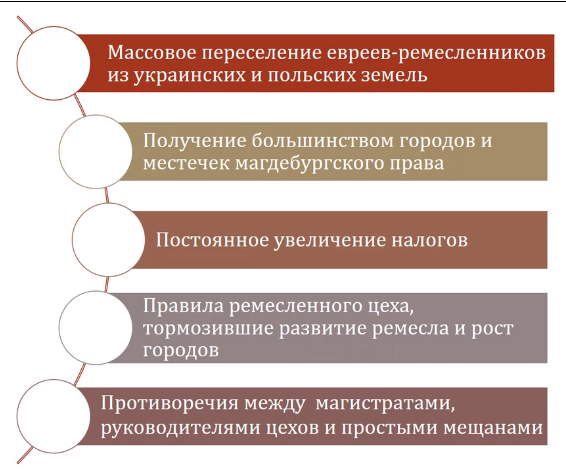 Массовое переселение евреев-ремесленников
из украинских и польских земель
Получение большинством городов и
местечек магдебургского права
Постоянное увеличение налогов
Правила ремесленного цеха,
тормозившие развитие ремесла и рост
городов
Противоречия между магистратами,
руководителями цехов и простыми мещанами